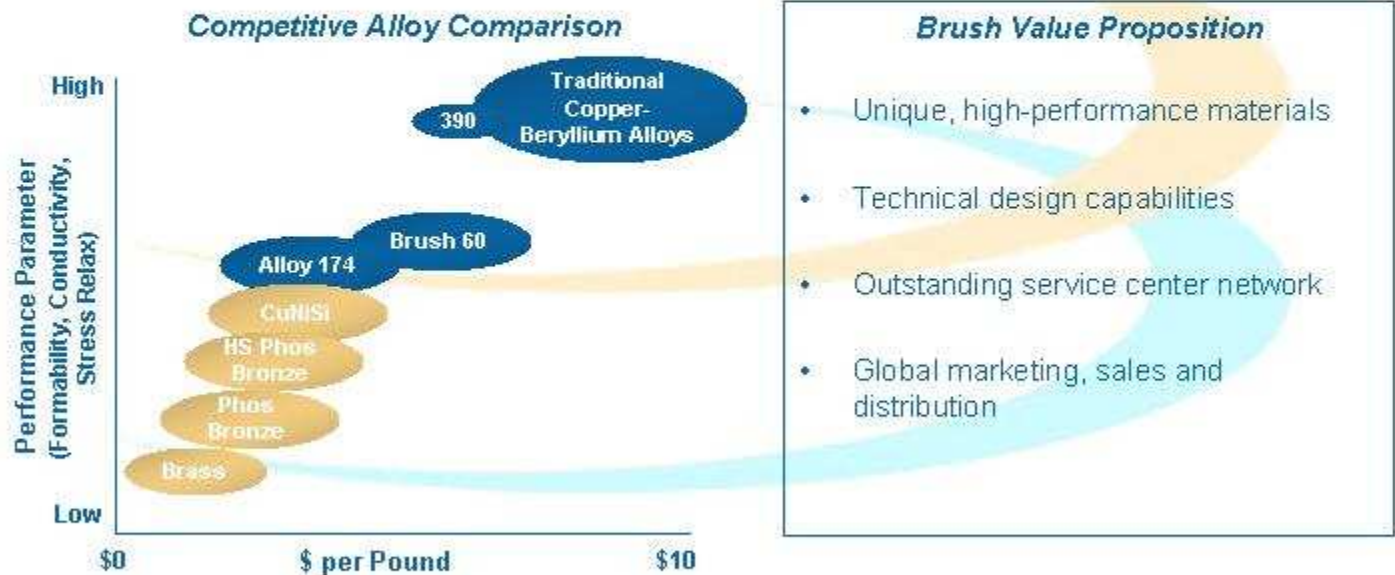 Competitive Alloy Comparison
High
Performance Parameter
(Formability, Conductivity,
Stress Relax)
Low
Traditional
Copper-
Beryllium Alloys
390
Brush 60
Alloy 174
CuNiSi
HS Phos
Bronze
Phos
Bronze
Brass
$0
$ per Pound
$10
Brush Value Proposition
• Unique, high-performance materials
• Technical design capabilities
• Outstanding service center network
• Global marketing, sales and
distribution